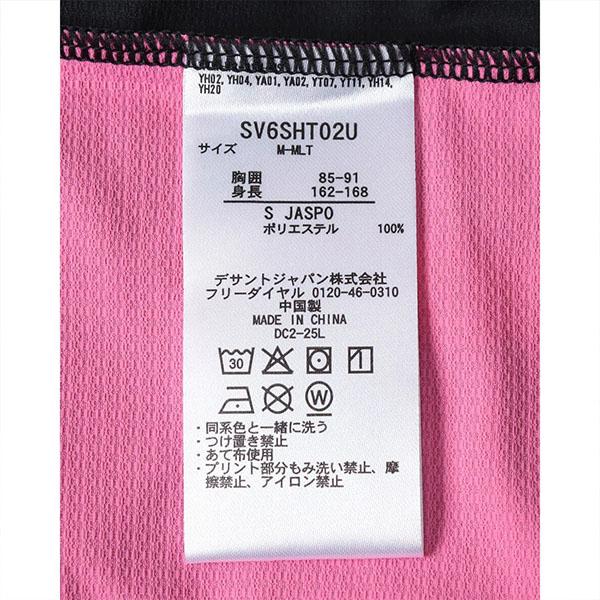 YH02, YH04, YA01, YA02, YT07, YT11, YH14,
YH20
SV6SHT02U
サイズ M-MLT
胸囲 85-91
身長 162-168
S JASPO
ポリエステル 100%
デサントジャパン株式会社
フリーダイヤル 0120-46-0310
中国製
MADE IN CHINA
DC2-25L
30
W
・同系色と一緒に洗う
・つけ置き禁止
・あて布使用
・プリント部分もみ洗い禁止、摩
擦禁止、アイロン禁止